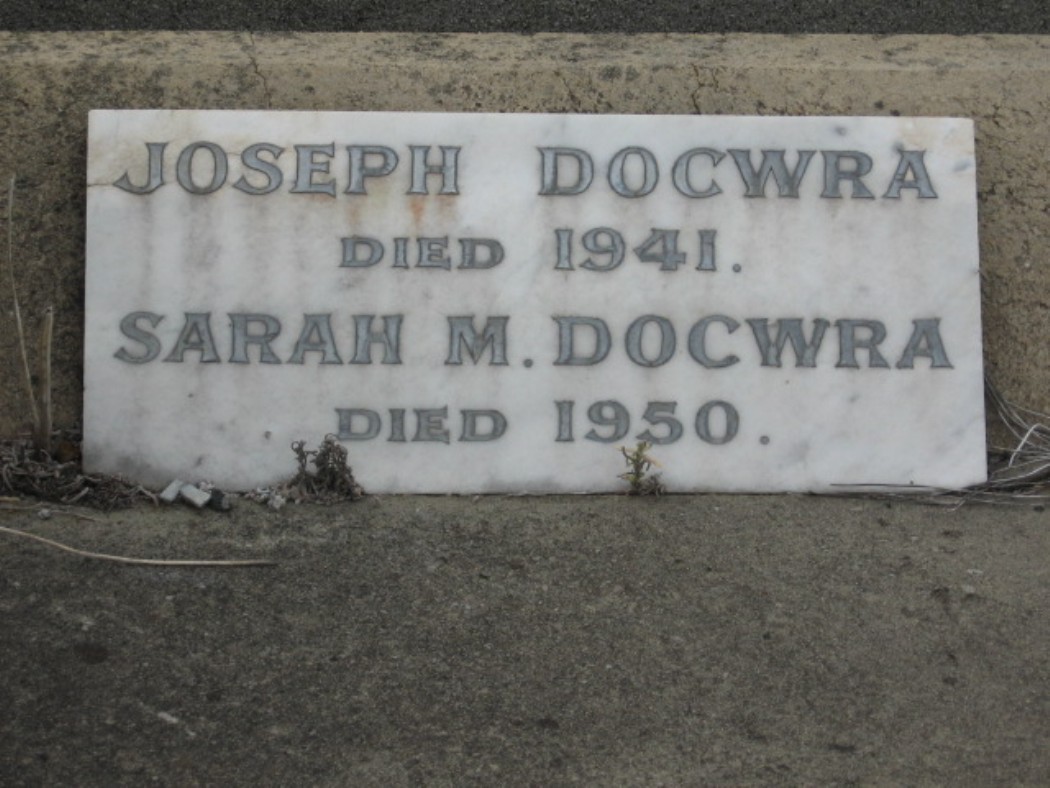 JOSEPH DOCWRA
DIED 1941.
SARAH M. DOCWRA
DIED 1950.